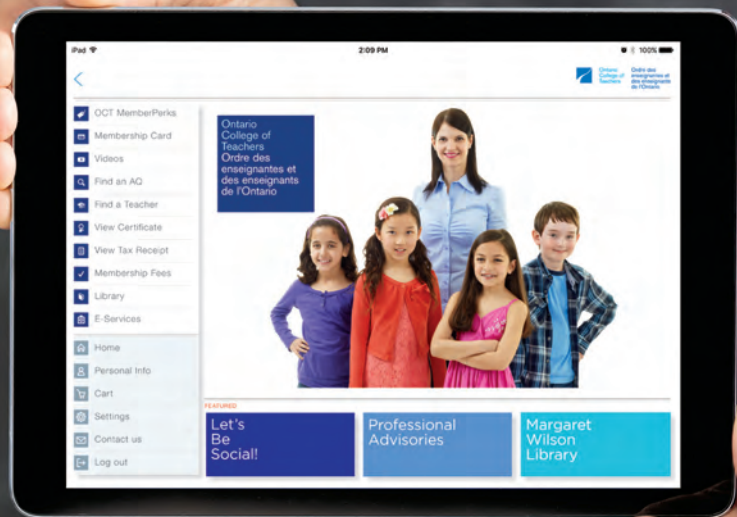 iPad
2:09 PM
100%
Ontario
College of
Teachers
Ordre des
enseignantes et
des enseignants
de l'Ontario
OCT MemberPerks
Membership Card
Videos
Find an AQ
Find a Teacher
View Certificate
View Tax Receipt
Membership Fees
Library
E-Services
Home
Personal Info
Cart
Settings
Contact us
Log out
Ontario
College of
Teachers
Ordre des
enseignantes et
des enseignants
de l'Ontario
FEATURED
Let's
Be
Social!
Professional
Advisories
Margaret
Wilson
Library